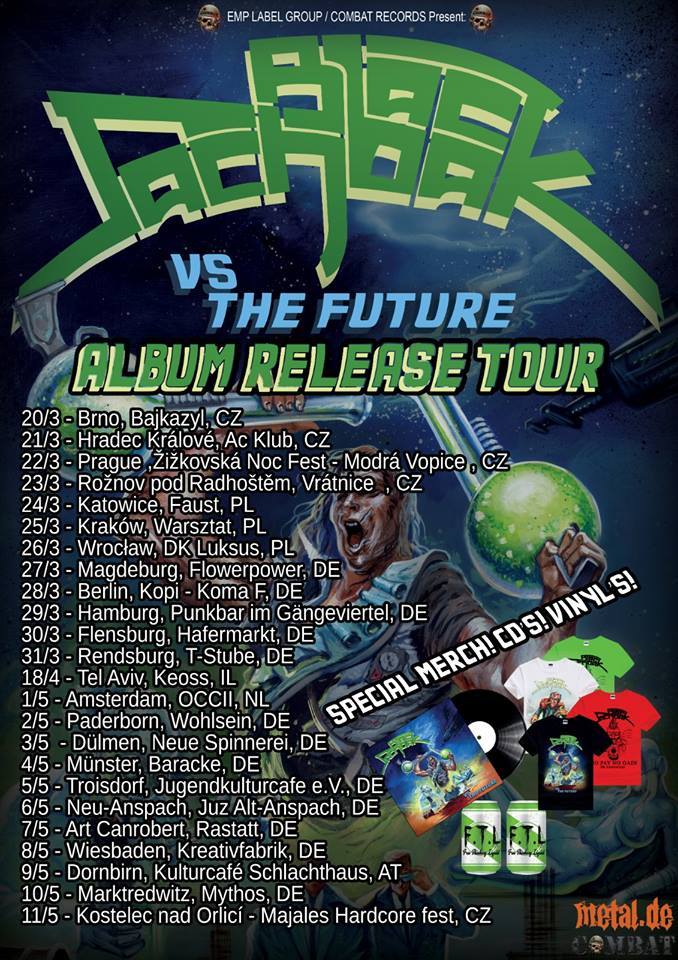 EMP LABEL GROUP / COMBAT RECORDS Present:
Black
Jachnoak
VS
THE FUTURE
ALBUM RELEASE TOUR
20/3 - Brno, Bajkazyl, CZ
21/3 - Hradec Králové, Ac Klub, CZ
22/3 - Prague ,Žižkovská Noc Fest - Modrá Vopice , CZ
23/3 - Rožnov pod Radhoštěm, Vrátnice , CZ
24/3 - Katowice, Faust, PL
25/3 - Kraków, Warsztat, PL
26/3 - Wrocław, DK Luksus, PL
27/3 - Magdeburg, Flowerpower, DE
28/3 - Berlin, Kopi - Koma F, DE
29/3 - Hamburg, Punkbar im Gängeviertel, DE
30/3 - Flensburg, Hafermarkt, DE
31/3 - Rendsburg, T-Stube, DE
18/4 - Tel Aviv, Keoss, IL
1/5 - Amsterdam, OCCII, NL
2/5 - Paderborn, Wohlsein, DE
3/5 - Dülmen, Neue Spinnerei, DE
4/5 - Münster, Baracke, DE
5/5 - Troisdorf, Jugendkulturcafe e.V., DE
6/5 - Neu-Anspach, Juz Alt-Anspach, DE
7/5 - Art Canrobert, Rastatt, DE
8/5 - Wiesbaden, Kreativfabrik, DE
9/5 - Dornbirn, Kulturcafé Schlachthaus, AT
10/5 - Marktredwitz, Mythos, DE
11/5 - Kostelec nad Orlicí - Majales Hardcore fest, CZ
SPECIAL MERCH! CD'S! VINYL'S!
NO PAY NO GAIN
F.T.L
F.T.L
metal.de
COMBAT